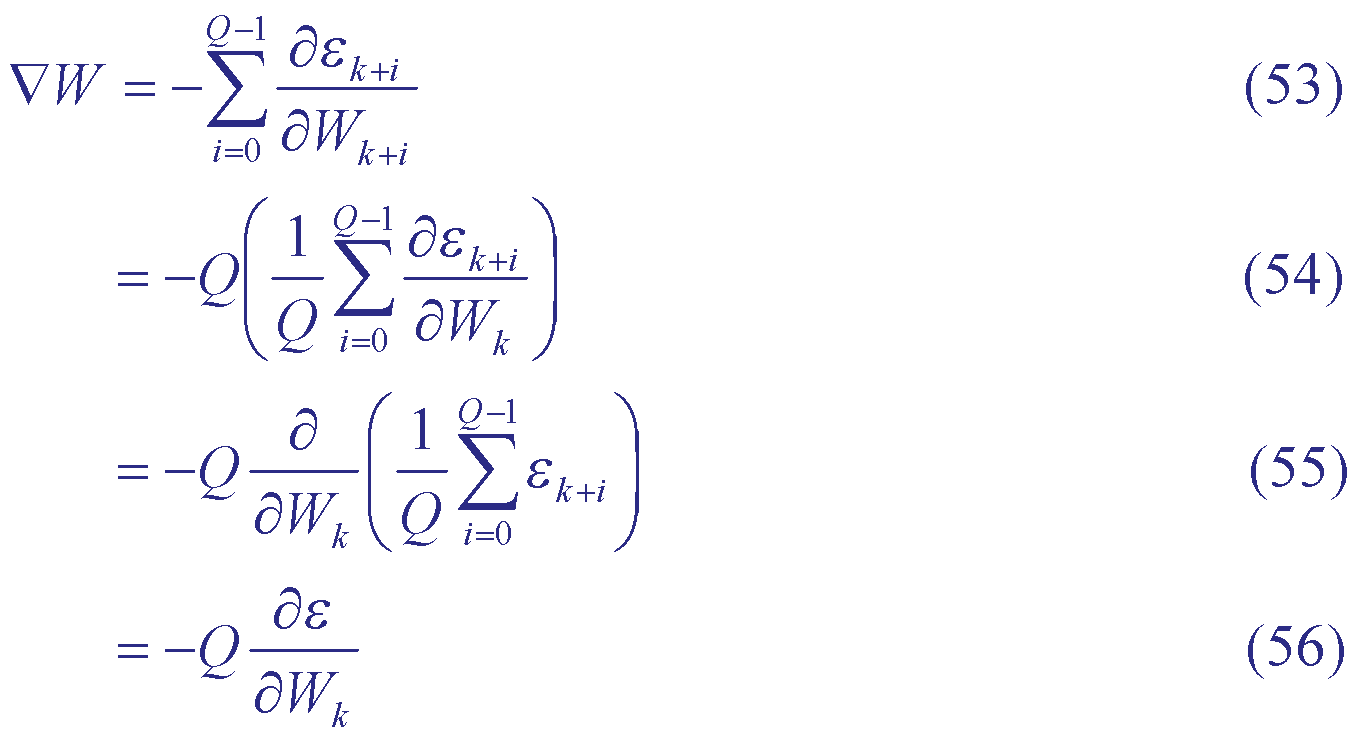 ∇W = −∑_{i=0}^{Q−1} ∂ε_{k+i}/∂W_{k+i} (53)
= −Q(1/Q ∑_{i=0}^{Q−1} ∂ε_{k+i}/∂W_k) (54)
= −Q ∂/∂W_k (1/Q ∑_{i=0}^{Q−1} ε_{k+i}) (55)
= −Q ∂ε/∂W_k (56)